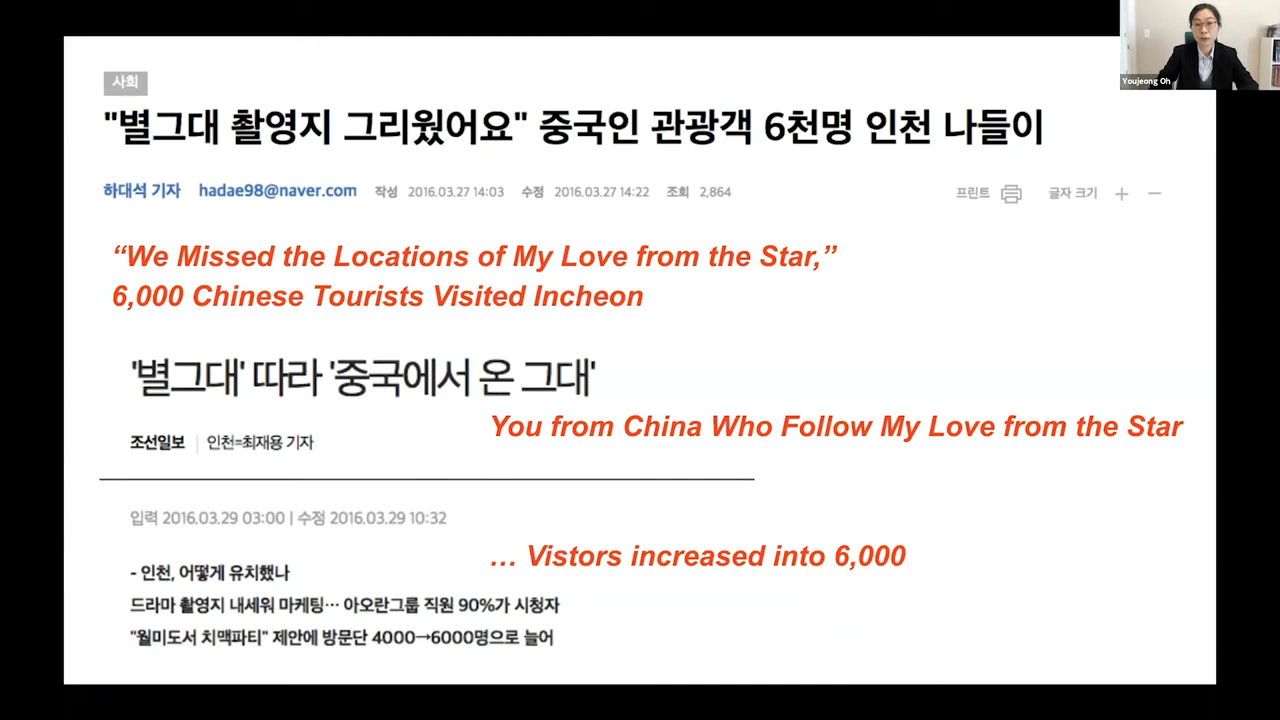 Youjeong Oh
사회
"별그대 촬영지 그리웠어요" 중국인 관광객 6천명 인천 나들이
하대석 기자 hadae98@naver.com 작성 2016.03.27 14:03 수정 2016.03.27 14:22 조회 2,864 프린트 글자 크기 + −
“We Missed the Locations of My Love from the Star,”
6,000 Chinese Tourists Visited Incheon
'별그대' 따라 '중국에서 온 그대'
You from China Who Follow My Love from the Star
조선일보 | 인천=최재용 기자
입력 2016.03.29 03:00 | 수정 2016.03.29 10:32
… Vistors increased into 6,000
- 인천, 어떻게 유치했나
드라마 촬영지 내세워 마케팅… 아오란그룹 직원 90%가 시청자
"월미도서 치맥파티" 제안에 방문단 4000→6000명으로 늘어